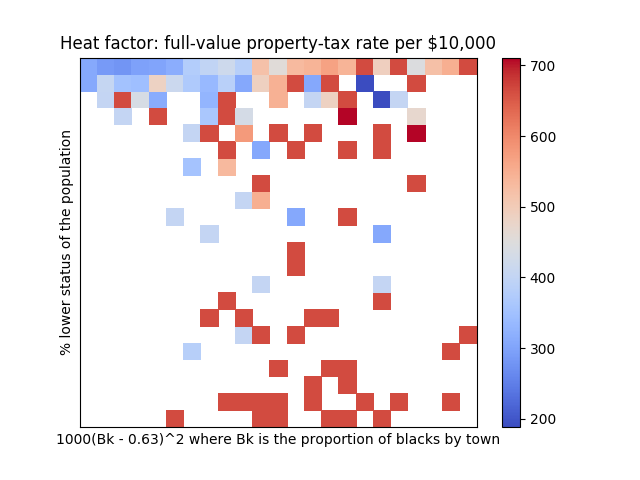 Heat factor: full-value property-tax rate per $10,000
% lower status of the population
700
600
500
400
300
200
1000(Bk - 0.63)^2 where Bk is the proportion of blacks by town